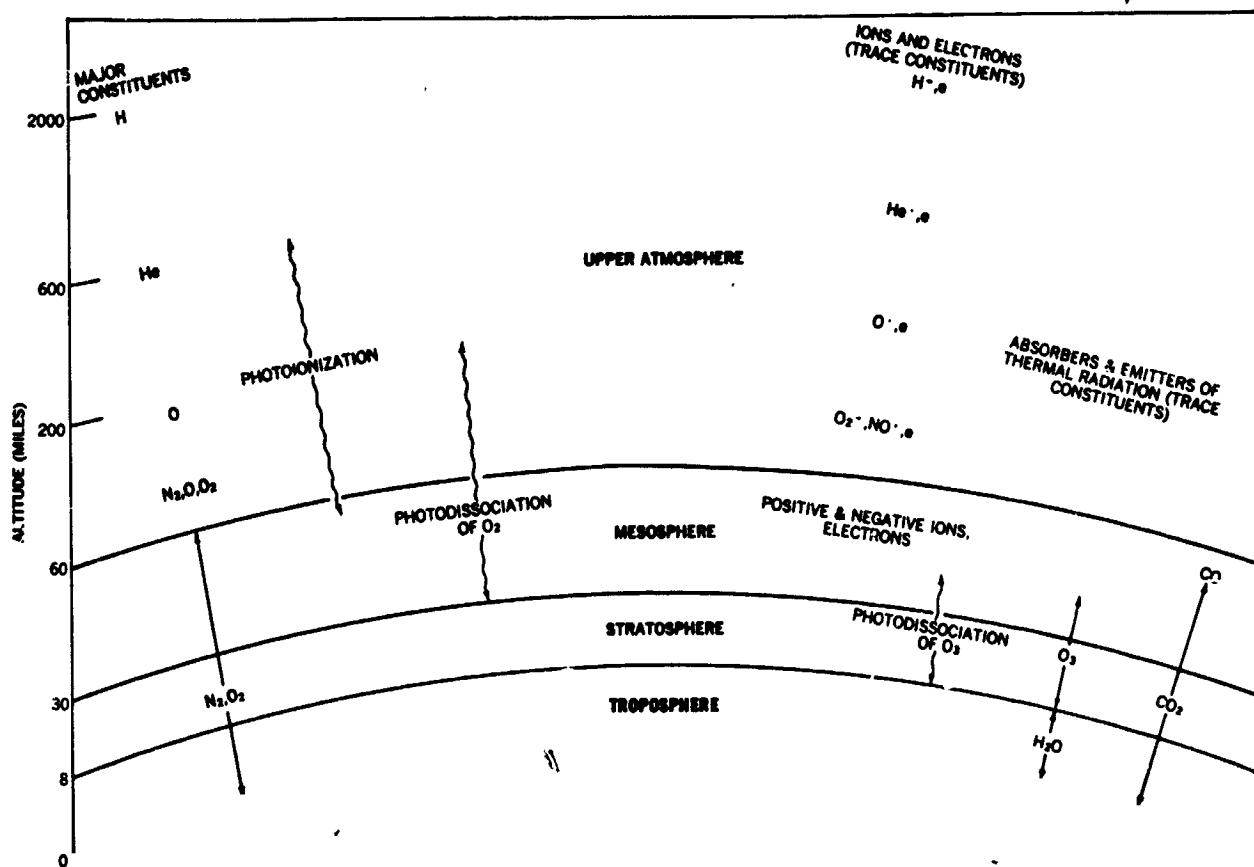 MAJOR
CONSTITUENTS
2000
H
600
He
200
O
N₂,O,O₂
60
30
N₂,O₂
8
0
ALTITUDE (MILES)
PHOTOIONIZATION
PHOTODISSOCIATION
OF O₂
UPPER ATMOSPHERE
MESOSPHERE
STRATOSPHERE
TROPOSPHERE
IONS AND ELECTRONS
(TRACE CONSTITUENTS)
H⁻,e
He·,e
O·,e
O₂⁻,NO·,e
POSITIVE & NEGATIVE IONS,
ELECTRONS
PHOTODISSOCIATION
OF O₃
ABSORBERS & EMITTERS OF
THERMAL RADIATION (TRACE
CONSTITUENTS)
O₃
H₂O
CO₂